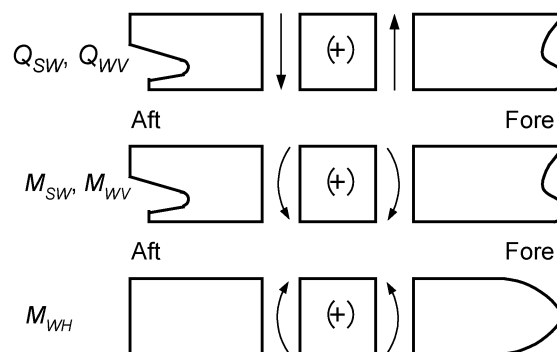 Q_SW, Q_WV (+)
Aft Fore
M_SW, M_WV (+)
Aft Fore
M_WH (+)